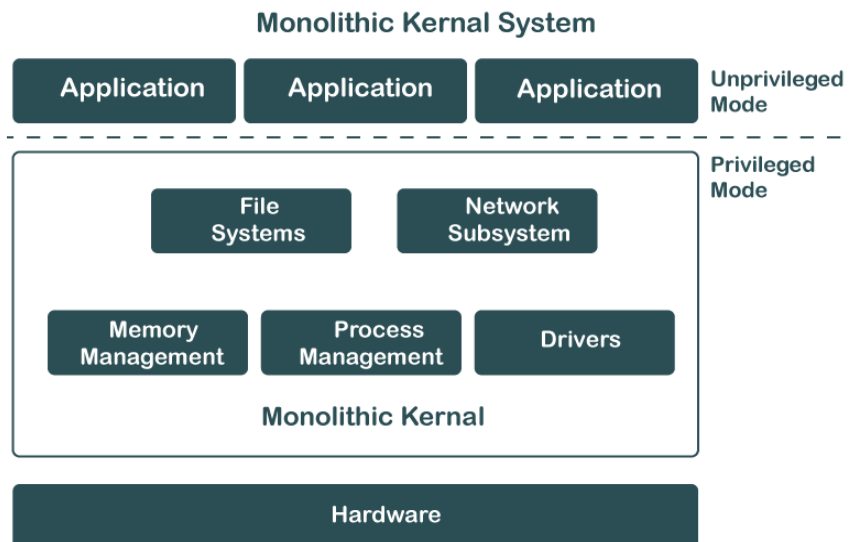 Monolithic Kernal System
Application
Application
Application
Unprivileged
Mode
Privileged
Mode
File
Systems
Network
Subsystem
Memory
Management
Process
Management
Drivers
Monolithic Kernal
Hardware